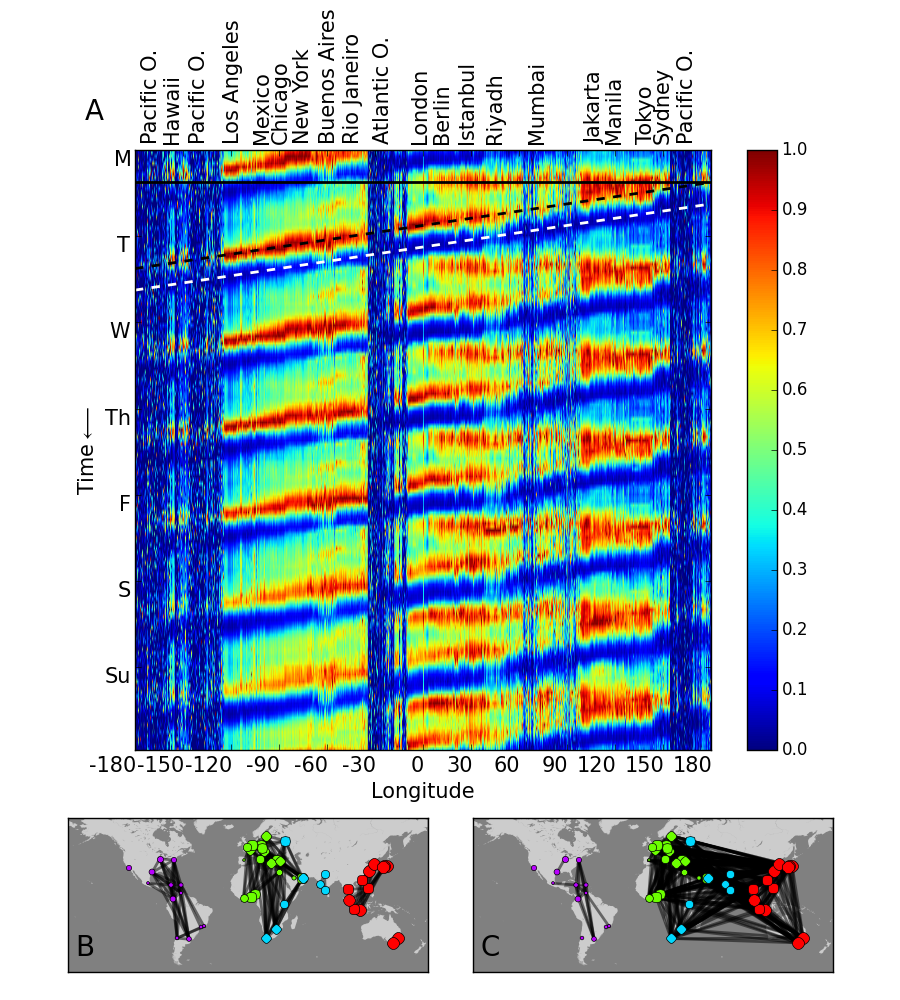 A
Pacific O.
Hawaii
Pacific O.
Los Angeles
Mexico
Chicago
New York
Buenos Aires
Rio Janeiro
Atlantic O.
London
Berlin
Istanbul
Riyadh
Mumbai
Jakarta
Manila
Tokyo
Sydney
Pacific O.
M
T
W
Th
F
S
Su
Time ⟵
1.0
0.9
0.8
0.7
0.6
0.5
0.4
0.3
0.2
0.1
0.0
-180 -150 -120 -90 -60 -30 0 30 60 90 120 150 180
Longitude
B
C